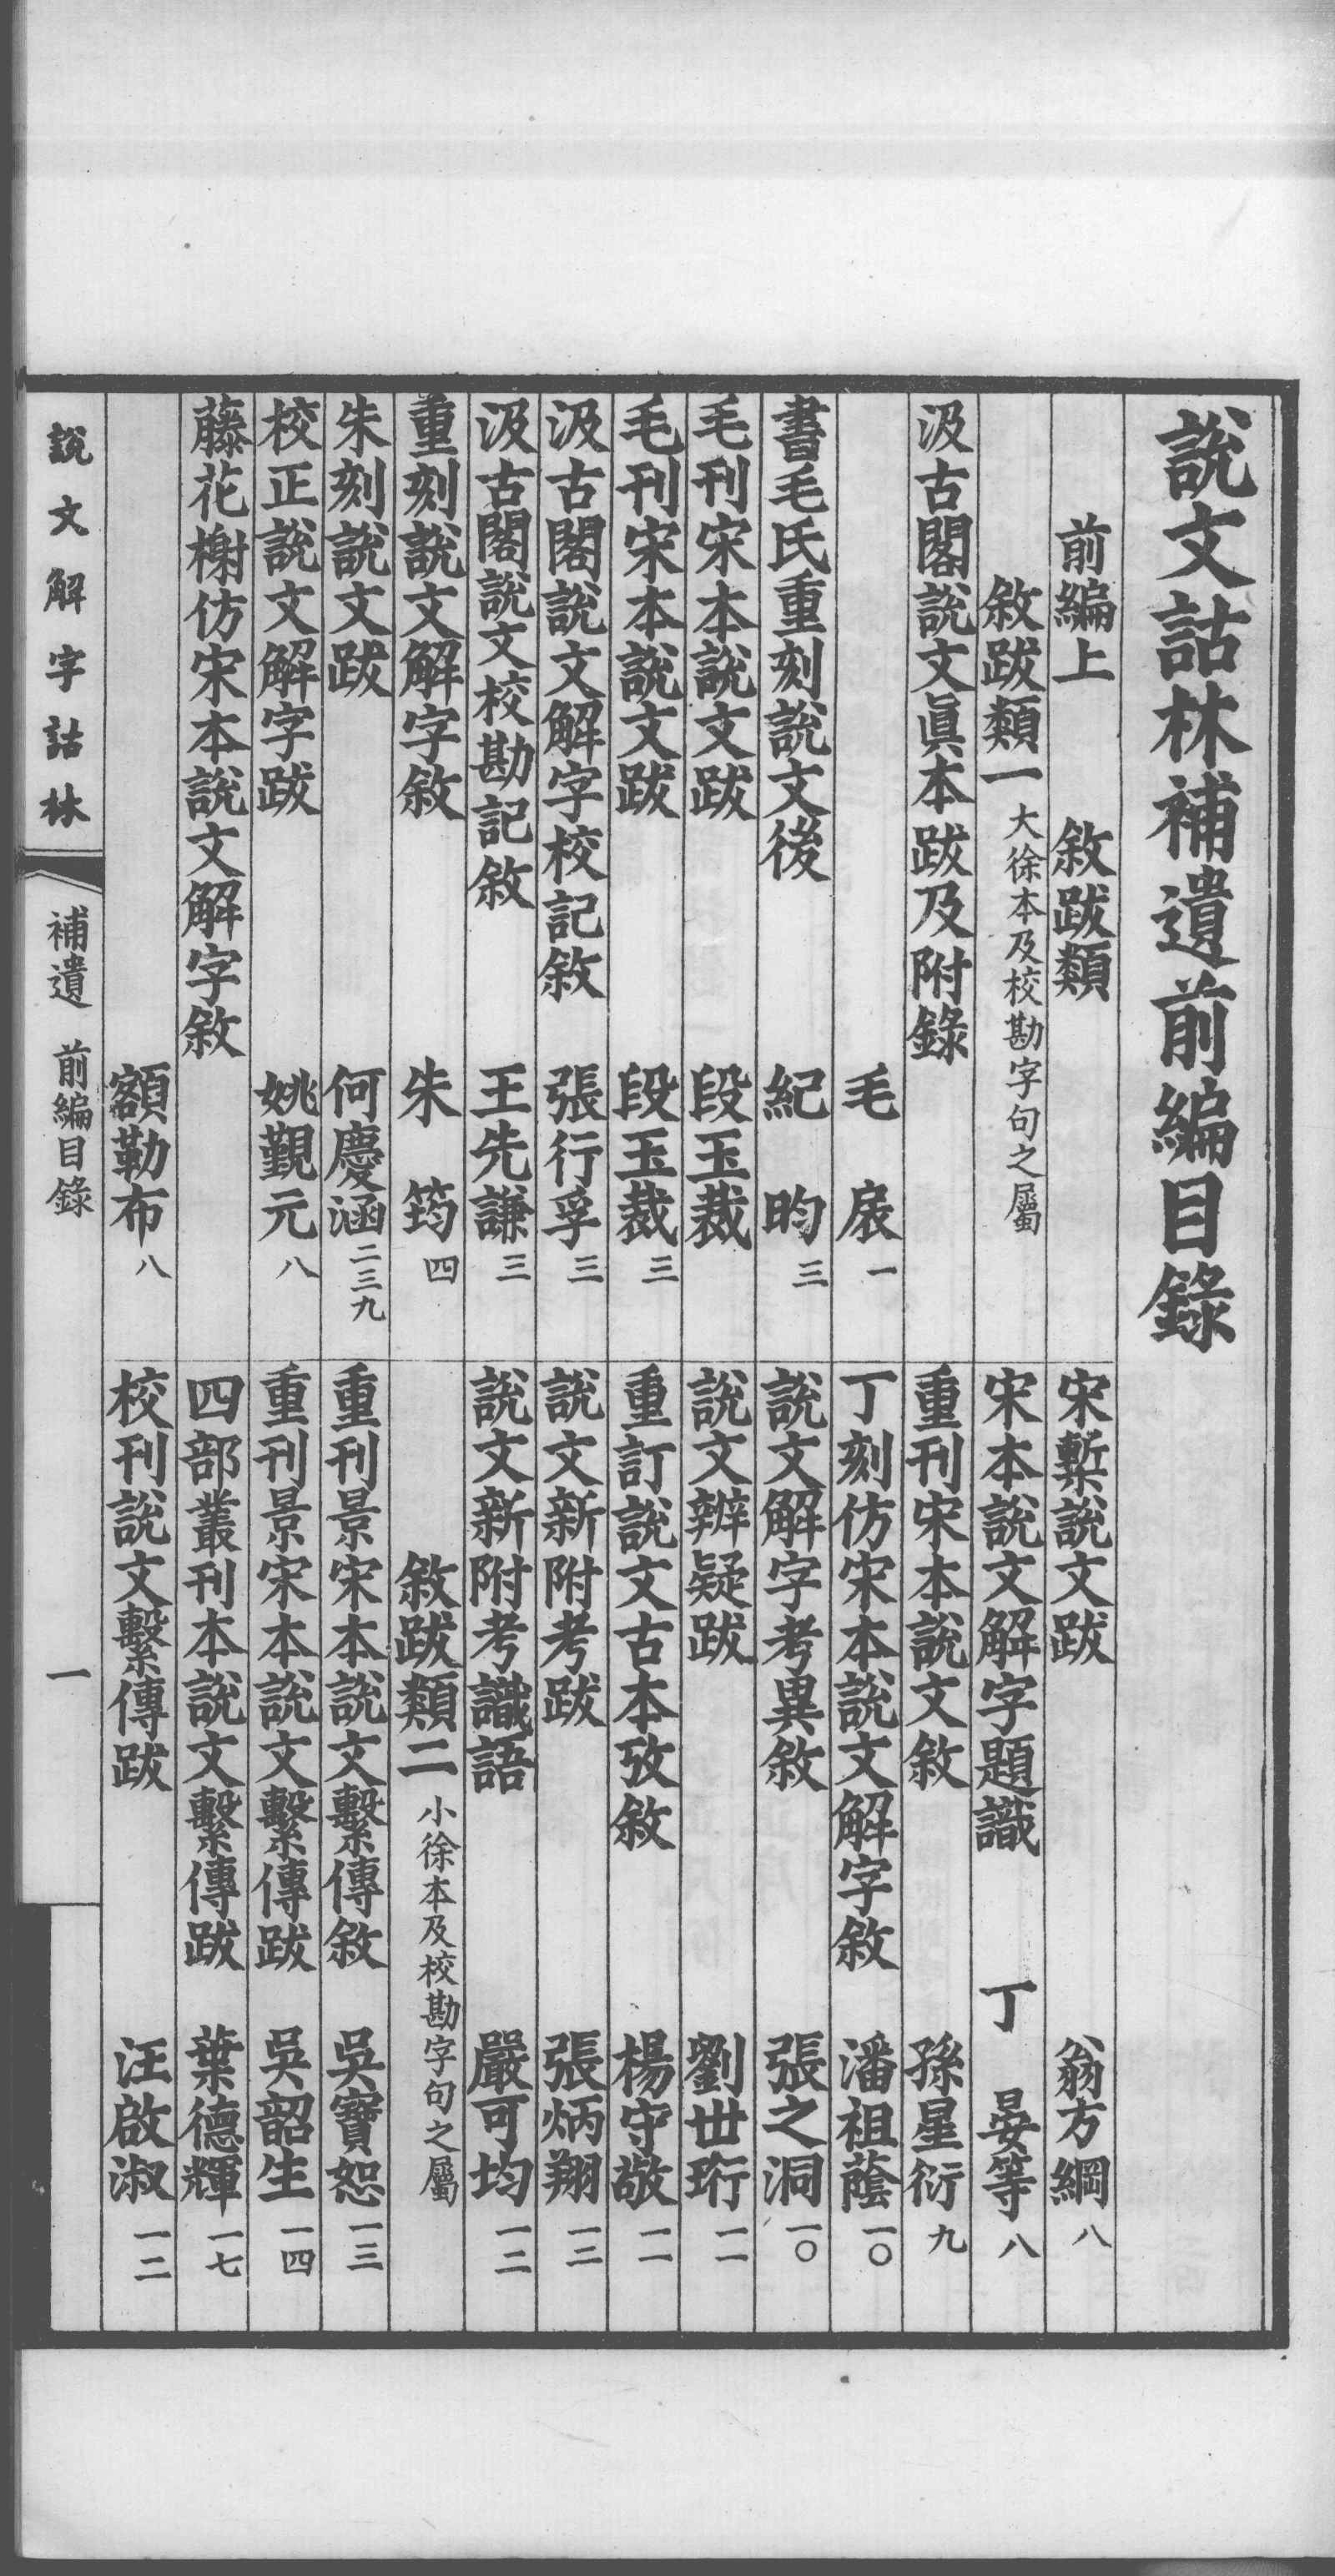 說文詁林補遺前編目錄
前編上　敘跋類
敘跋類一 大徐本及校勘字句之屬
汲古閣說文眞本跋及附錄
毛　扆 一
書毛氏重刻說文後　紀　昀 三
毛刊宋本說文跋　段玉裁
毛刊宋本說文跋　段玉裁 三
汲古閣說文解字校記敘　張行孚 三
汲古閣說文校勘記敘　王先謙 三
重刻說文解字敘　朱　筠 四
朱刻說文跋　何慶涵 二三九
校正說文解字跋　姚覲元 八
藤花榭仿宋本說文解字敘
額勒布 八
宋槧說文跋　翁方綱 八
宋本說文解字題識　丁　晏等 八
重刊宋本說文敘　孫星衍 九
丁刻仿宋本說文解字敘　潘祖蔭 一〇
說文解字考異敘　張之洞 一〇
說文辨疑跋　劉世珩 一一
重訂說文古本攷敘　楊守敬 一一
說文新附考跋　張炳翔 一二
說文新附考識語　嚴可均 一二
敘跋類二 小徐本及校勘字句之屬
重刊景宋本說文繫傳敘　吳寶恕 一三
重刊景宋本說文繫傳跋　吳韶生 一四
四部叢刊本說文繫傳跋　葉德輝 一七
校刊說文繫傳跋　汪啟淑 一二
說文解字詁林
補遺　前編目錄
一